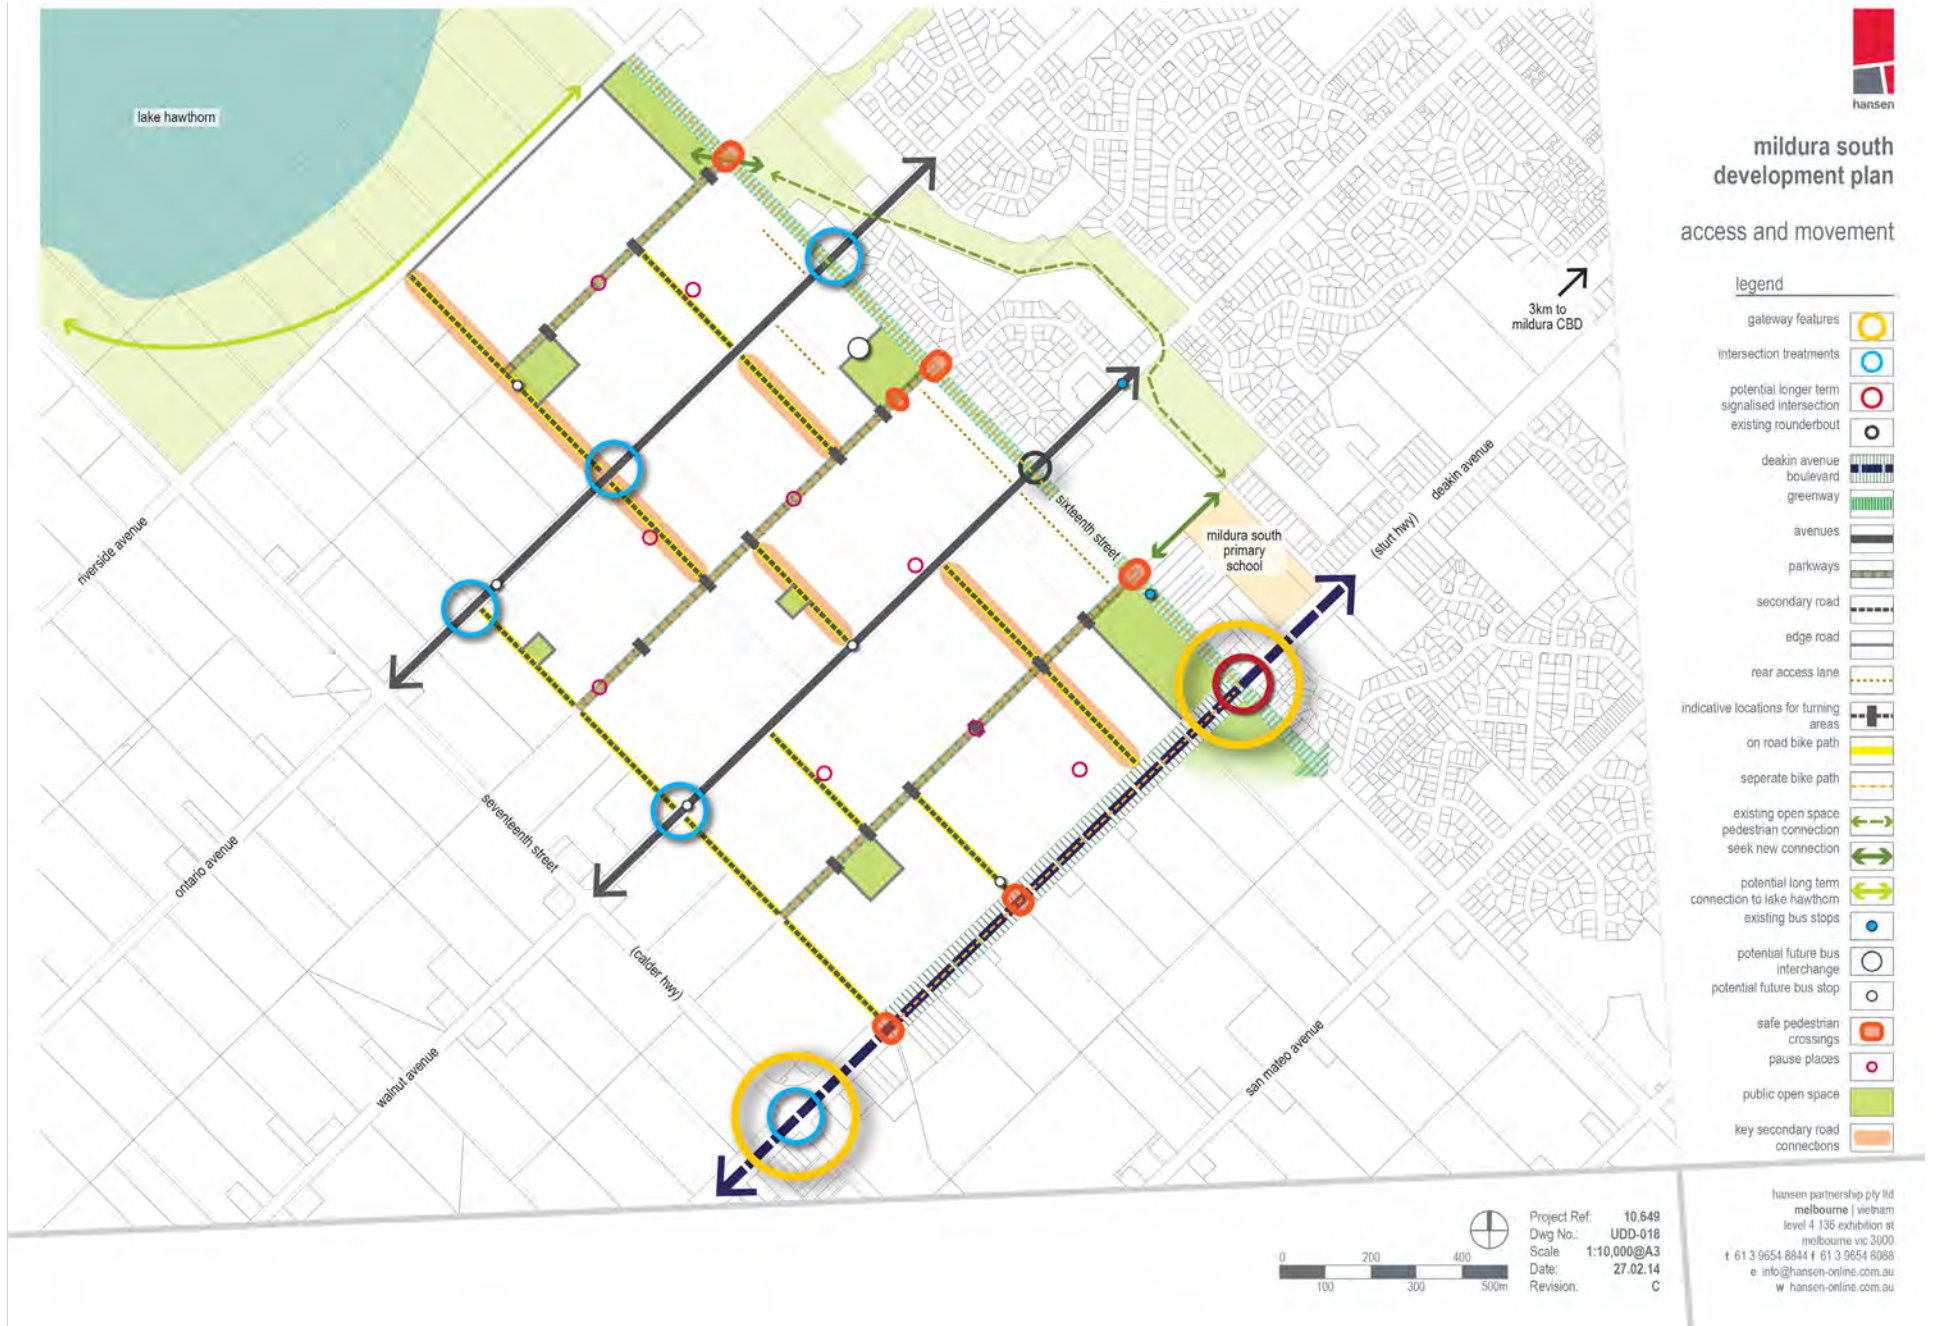 lake hawthorn
riverside avenue
ontario avenue
walnut avenue
seventeenth street
(calder hwy)
sixteenth street
mildura south
primary
school
(sturt hwy)
deakin avenue
san mateo avenue
3km to
mildura CBD
hansen
mildura south
development plan
access and movement
legend
gateway features
intersection treatments
potential longer term
signalised intersection
existing rounderbout
deakin avenue
boulevard
greenway
avenues
parkways
secondary road
edge road
rear access lane
indicative locations for turning
areas
on road bike path
seperate bike path
existing open space
pedestrian connection
seek new connection
potential long term
connection to lake hawthorn
existing bus stops
potential future bus
interchange
potential future bus stop
safe pedestrian
crossings
pause places
public open space
key secondary road
connections
0 200 400
100 300 500m
Project Ref: 10.649
Dwg No.: UDD-018
Scale 1:10,000@A3
Date: 27.02.14
Revision: C
hansen partnership pty ltd
melbourne | vietnam
level 4 136 exhibition st
melbourne vic 3000
t 61 3 9654 8844 f 61 3 9654 8088
e info@hansen-online.com.au
w hansen-online.com.au